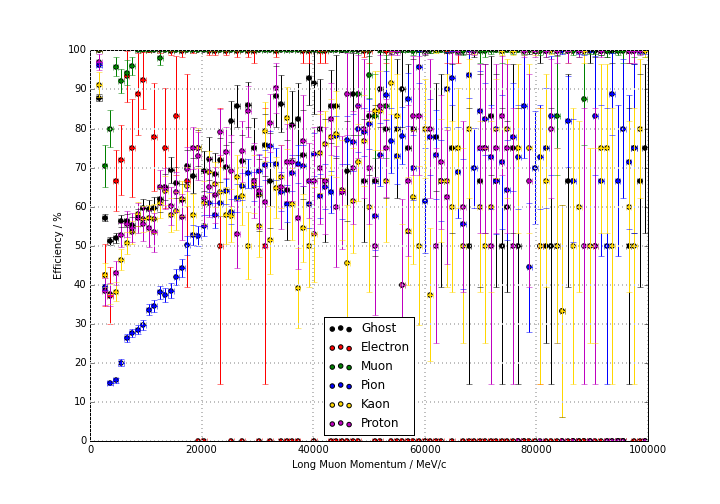 100
90
80
70
60
50
40
30
20
10
0
Efficiency / %
Ghost
Electron
Muon
Pion
Kaon
Proton
0 20000 40000 60000 80000 100000
Long Muon Momentum / MeV/c